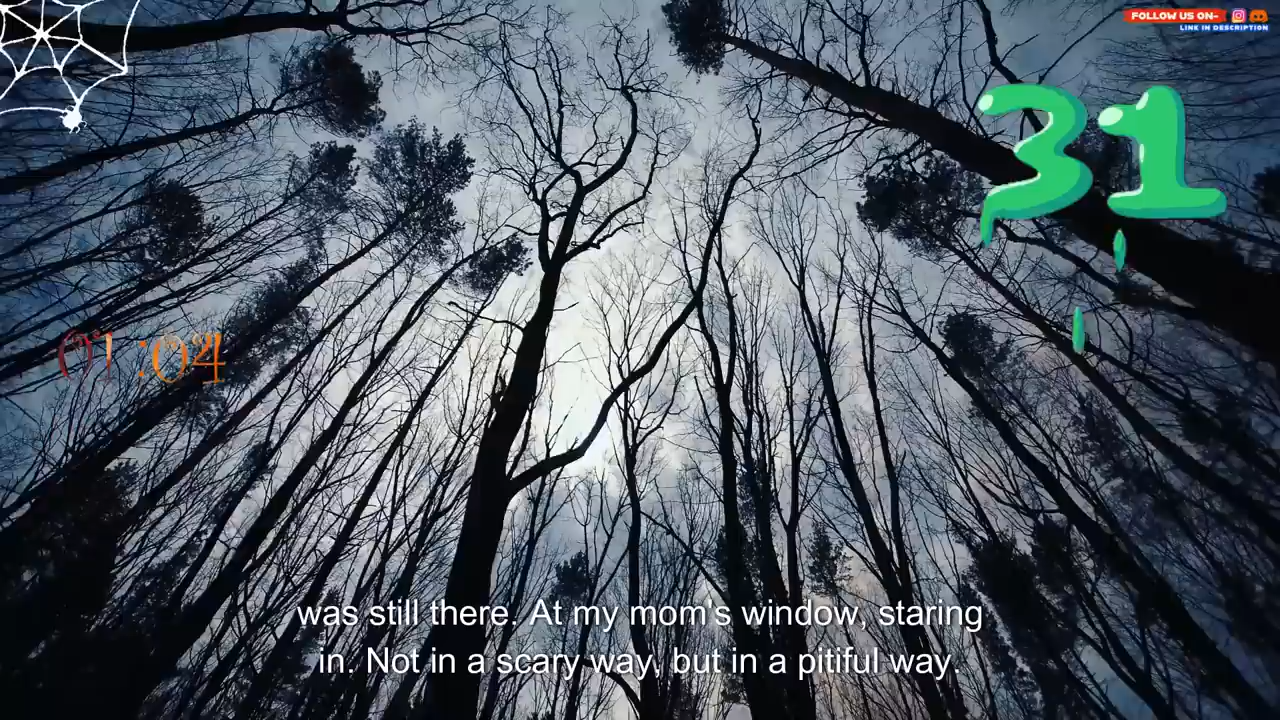 FOLLOW US ON-
LINK IN DESCRIPTION
31
01:04
was still there. At my mom's window, staring
in. Not in a scary way, but in a pitiful way.